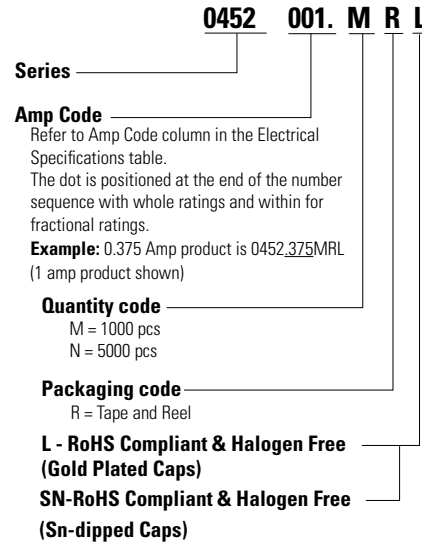 0452 001. M R L
Series
Amp Code
Refer to Amp Code column in the Electrical
Specifications table.
The dot is positioned at the end of the number
sequence with whole ratings and within for
fractional ratings.
Example: 0.375 Amp product is 0452.375MRL
(1 amp product shown)
Quantity code
M = 1000 pcs
N = 5000 pcs
Packaging code
R = Tape and Reel
L - RoHS Compliant & Halogen Free
(Gold Plated Caps)
SN-RoHS Compliant & Halogen Free
(Sn-dipped Caps)